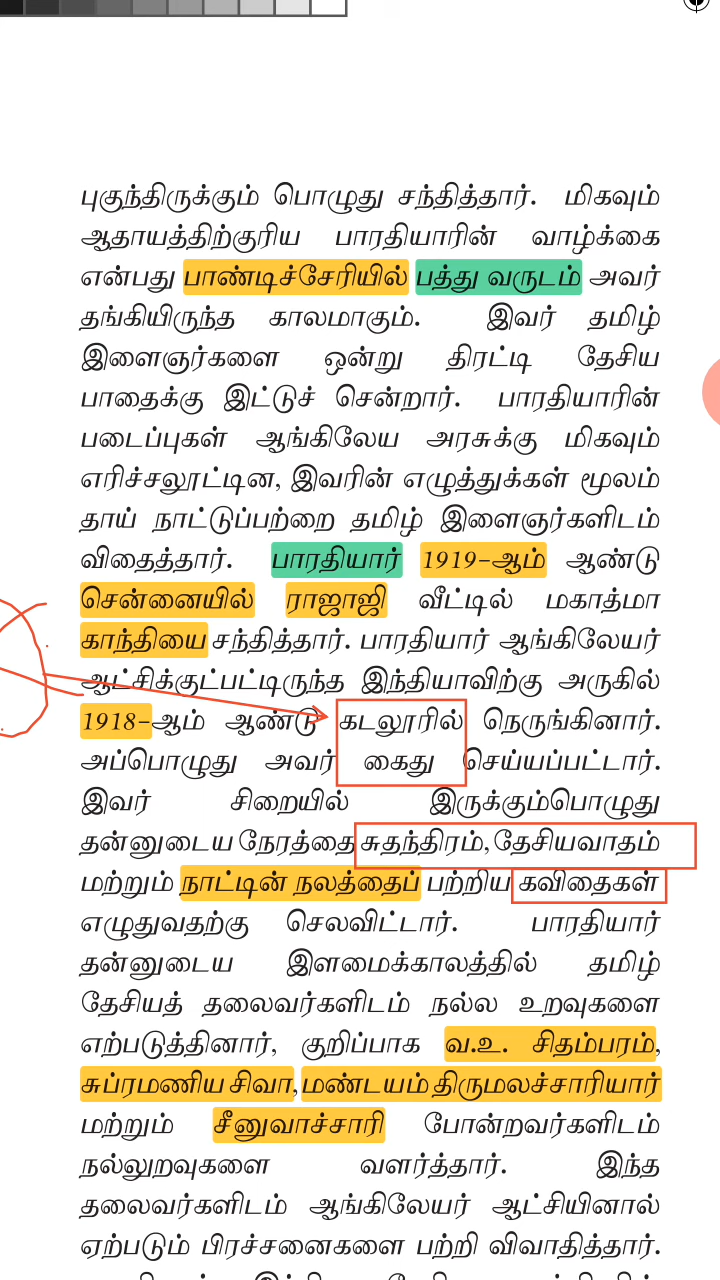 புகுந்திருக்கும் பொழுது சந்தித்தார். மிகவும்
ஆதாயத்திற்குரிய பாரதியாரின் வாழ்க்கை
என்பது பாண்டிச்சேரியில் பத்து வருடம் அவர்
தங்கியிருந்த காலமாகும். இவர் தமிழ்
இளைஞர்களை ஒன்று திரட்டி தேசிய
பாதைக்கு இட்டுச் சென்றார். பாரதியாரின்
படைப்புகள் ஆங்கிலேய அரசுக்கு மிகவும்
எரிச்சலூட்டின, இவரின் எழுத்துக்கள் மூலம்
தாய் நாட்டுப்பற்றை தமிழ் இளைஞர்களிடம்
விதைத்தார். பாரதியார் 1919-ஆம் ஆண்டு
சென்னையில் ராஜாஜி வீட்டில் மகாத்மா
காந்தியை சந்தித்தார். பாரதியார் ஆங்கிலேயர்
ஆட்சிக்குட்பட்டிருந்த இந்தியாவிற்கு அருகில்
1918-ஆம் ஆண்டு கடலூரில் நெருங்கினார்.
அப்பொழுது அவர் கைது செய்யப்பட்டார்.
இவர் சிறையில் இருக்கும்பொழுது
தன்னுடைய நேரத்தை சுதந்திரம், தேசியவாதம்
மற்றும் நாட்டின் நலத்தைப் பற்றிய கவிதைகள்
எழுதுவதற்கு செலவிட்டார். பாரதியார்
தன்னுடைய இளமைக்காலத்தில் தமிழ்
தேசியத் தலைவர்களிடம் நல்ல உறவுகளை
எற்படுத்தினார், குறிப்பாக வ.உ. சிதம்பரம்,
சுப்ரமணிய சிவா, மண்டயம் திருமலச்சாரியார்
மற்றும் சீனுவாச்சாரி போன்றவர்களிடம்
நல்லுறவுகளை வளர்த்தார். இந்த
தலைவர்களிடம் ஆங்கிலேயர் ஆட்சியினால்
ஏற்படும் பிரச்சனைகளை பற்றி விவாதித்தார்.